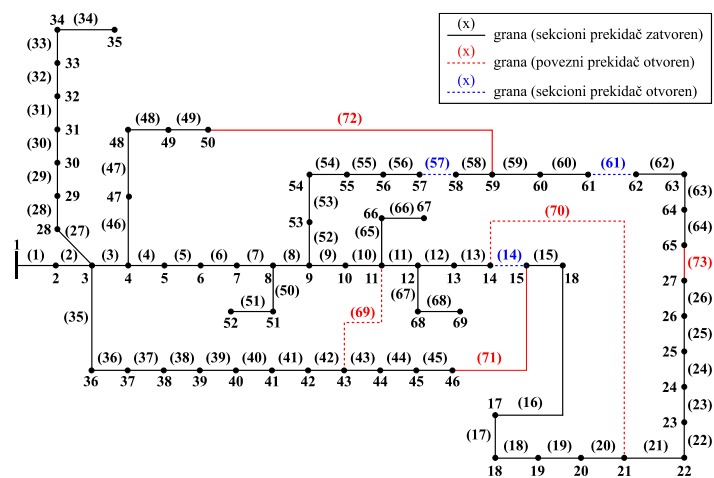 34 (34) 35
(33) 33
(32) 32
(31) 31
(30) 30
(29) 29
(28) 28 (27)
(x) grana (sekcioni prekidač zatvoren)
(x) grana (povezni prekidač otvoren)
(x) grana (sekcioni prekidač otvoren)
(48) (49) (72)
48 49 50
(47) 47 (46)
(54) (55) (56) (57) (58) (59) (60) (61) (62)
54 55 56 57 58 59 60 61 62 63
(53) 53 (52)
66 (66) 67
(65)
(63) 64 (64) 65 (73)
(70)
1
(1) (2) (3) (4) (5) (6) (7) (8) (9) (10) (11) (12) (13) (14) (15)
2 3 4 5 6 7 8 9 10 11 12 13 14 15 18
27 (26) 26 (25) 25 (24) 24 (23) 23 (22)
(50) (51)
52 51
(67) (68)
68 69
(69)
(35)
(36) (37) (38) (39) (40) (41) (42) (43) (44) (45) (71)
36 37 38 39 40 41 42 43 44 45 46
17 (16)
(17)
(18) (19) (20) (21)
18 19 20 21 22